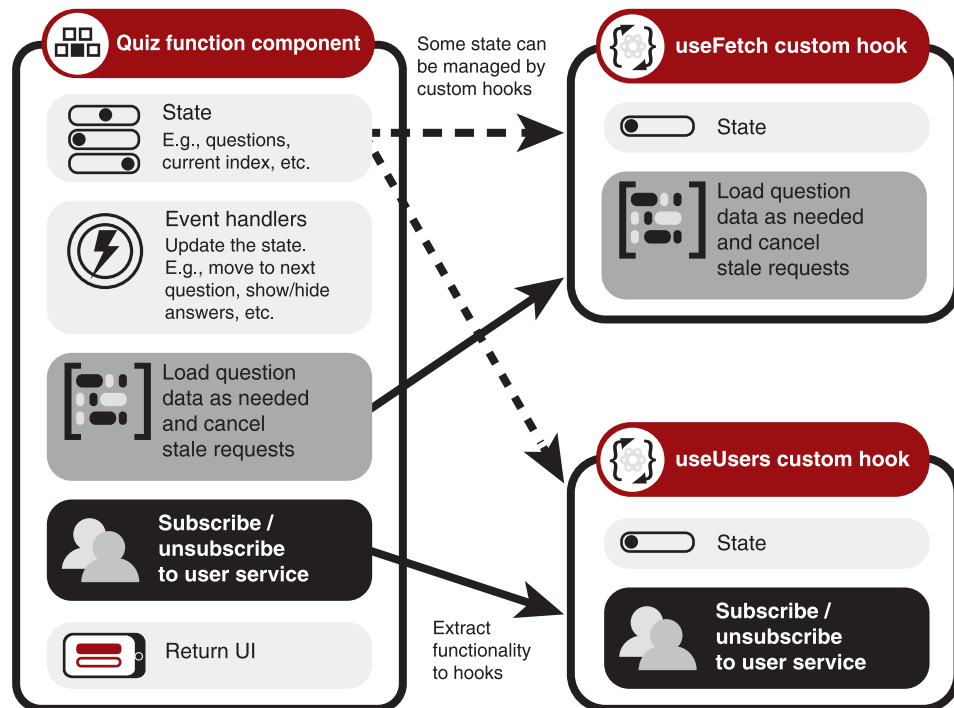 Quiz function component
State
E.g., questions,
current index, etc.
Event handlers
Update the state.
E.g., move to next
question, show/hide
answers, etc.
Load question
data as needed
and cancel
stale requests
Subscribe /
unsubscribe
to user service
Return UI
Some state can
be managed by
custom hooks
Extract
functionality
to hooks
useFetch custom hook
State
Load question
data as needed
and cancel
stale requests
useUsers custom hook
State
Subscribe /
unsubscribe
to user service